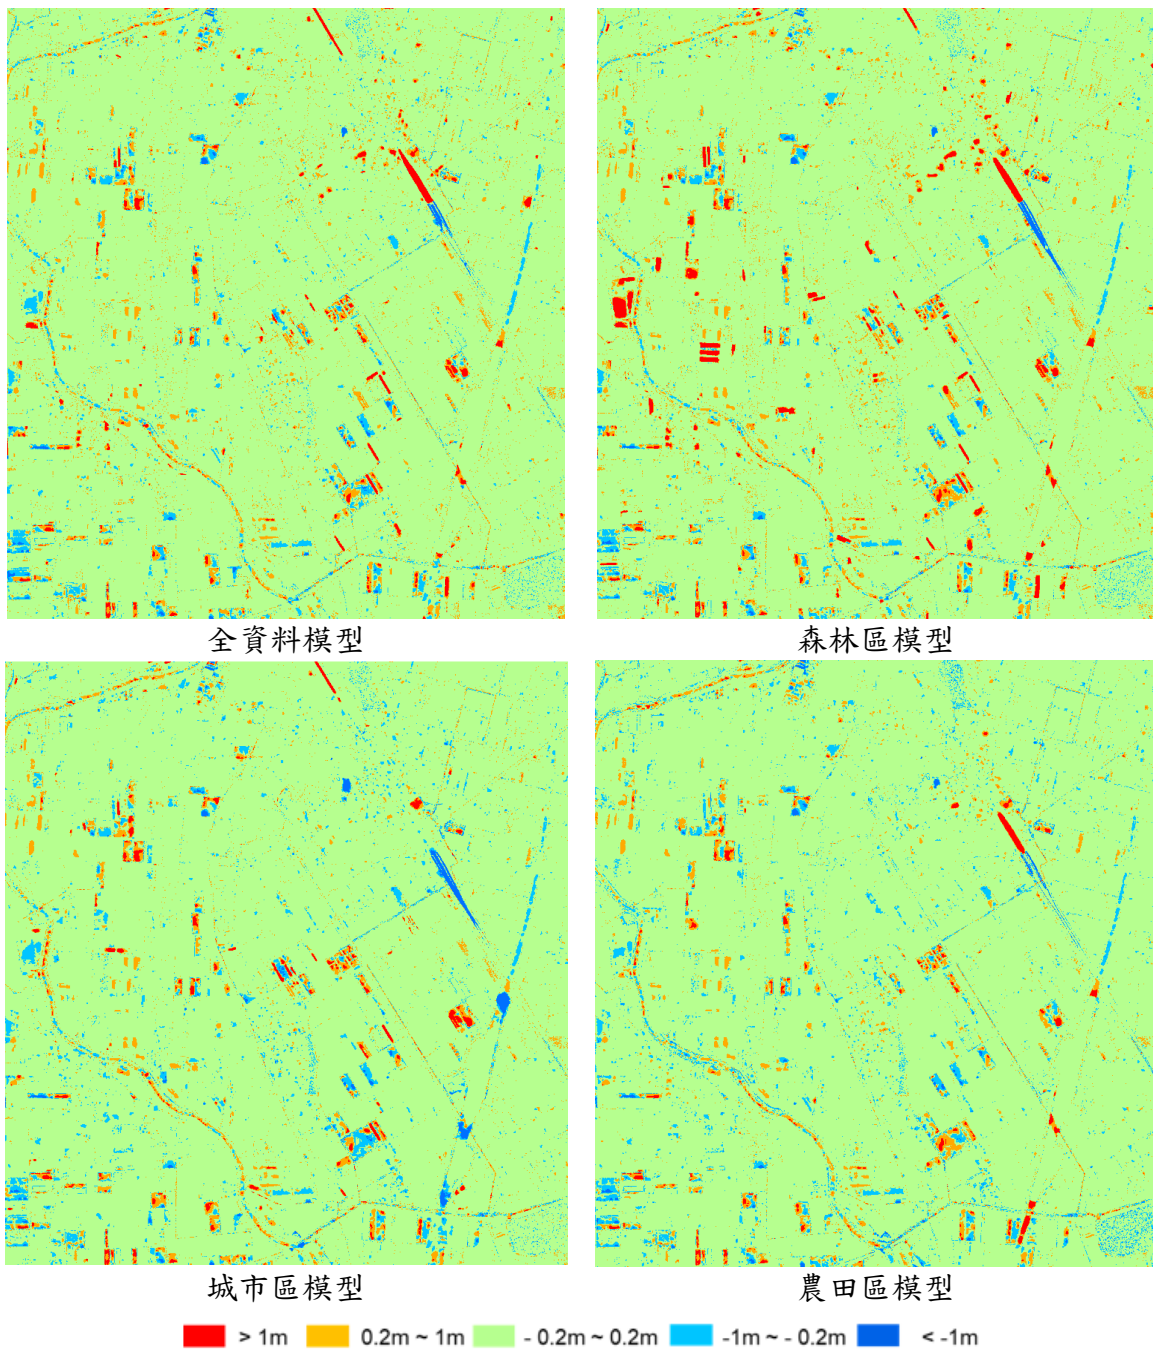 全資料模型
森林區模型
城市區模型
農田區模型
> 1m
0.2m ~ 1m
- 0.2m ~ 0.2m
-1m ~ - 0.2m
< -1m